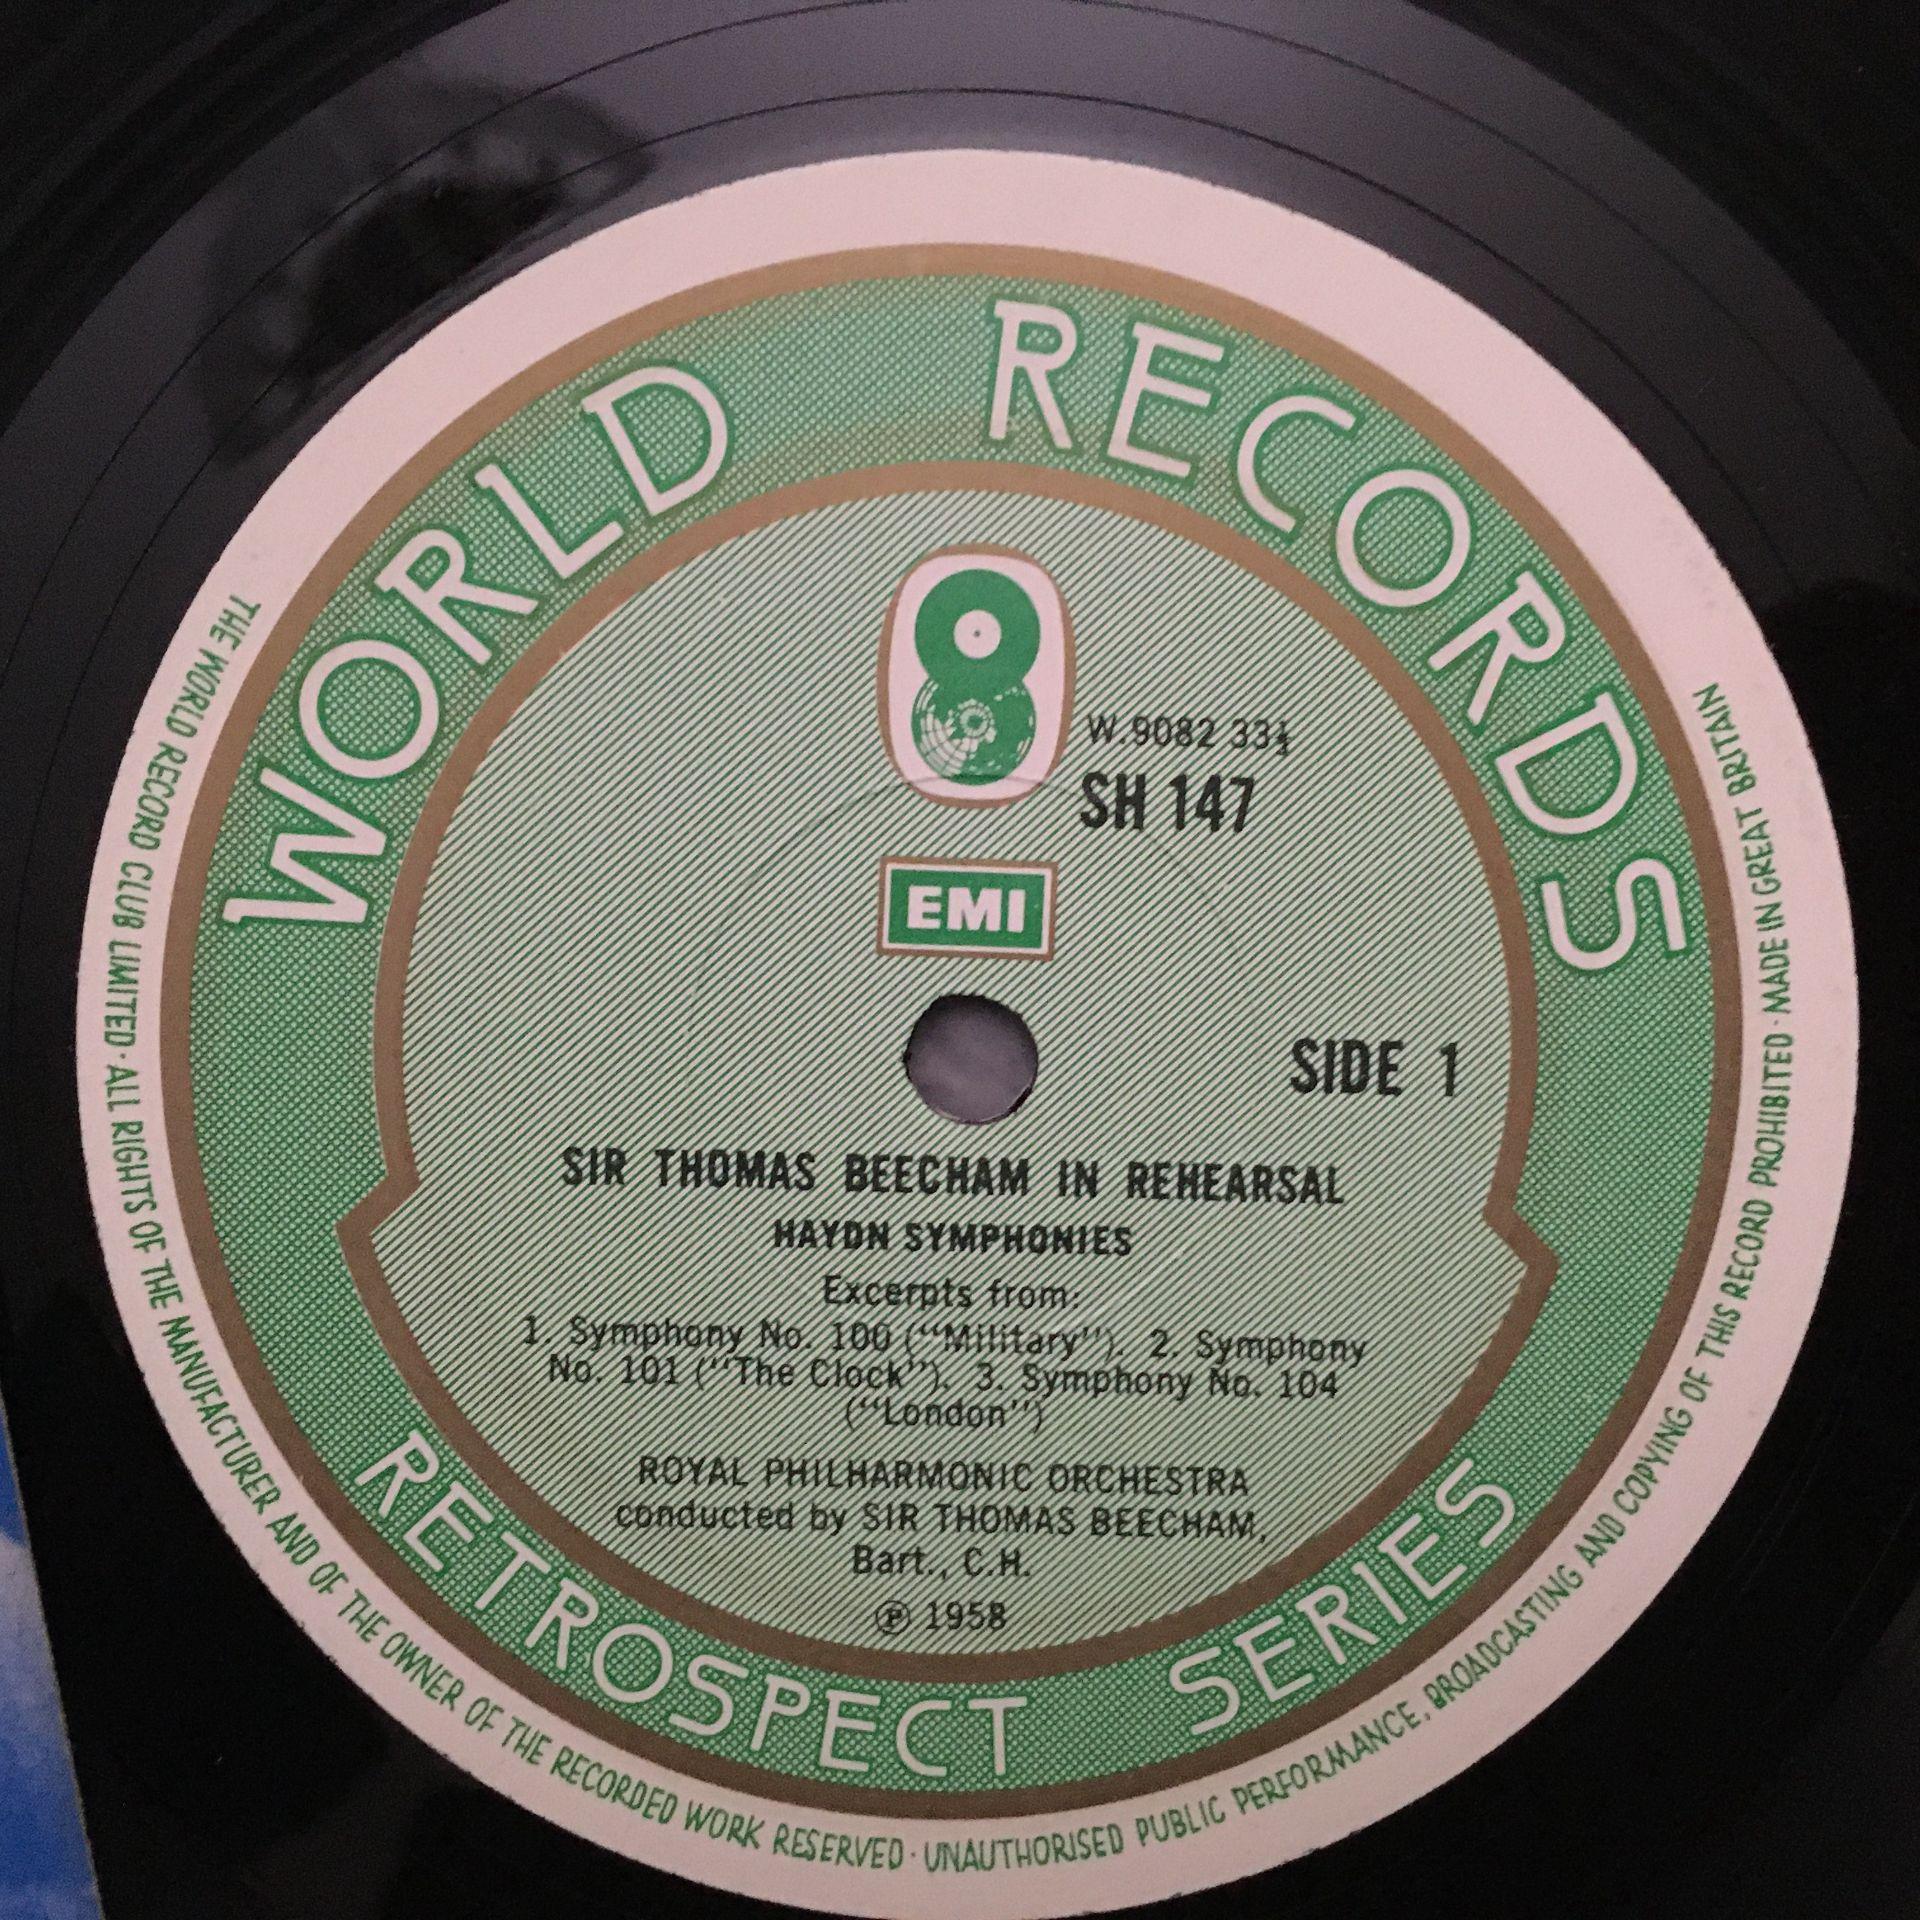 WORLD RECORDS
W.9082 33⅓
SH 147
EMI
SIDE 1
SIR THOMAS BEECHAM IN REHEARSAL
HAYDN SYMPHONIES
Excerpts from:
1. Symphony No. 100 (“Military”). 2. Symphony
No. 101 (“The Clock”). 3. Symphony No. 104
(“London”)
ROYAL PHILHARMONIC ORCHESTRA
conducted by SIR THOMAS BEECHAM,
Bart., C.H.
℗ 1958
RETROSPECT SERIES
THE WORLD RECORD CLUB LIMITED · ALL RIGHTS OF THE MANUFACTURER AND OF THE OWNER OF THE RECORDED WORK RESERVED · UNAUTHORISED PUBLIC PERFORMANCE, BROADCASTING AND COPYING OF THIS RECORD PROHIBITED · MADE IN GREAT BRITAIN